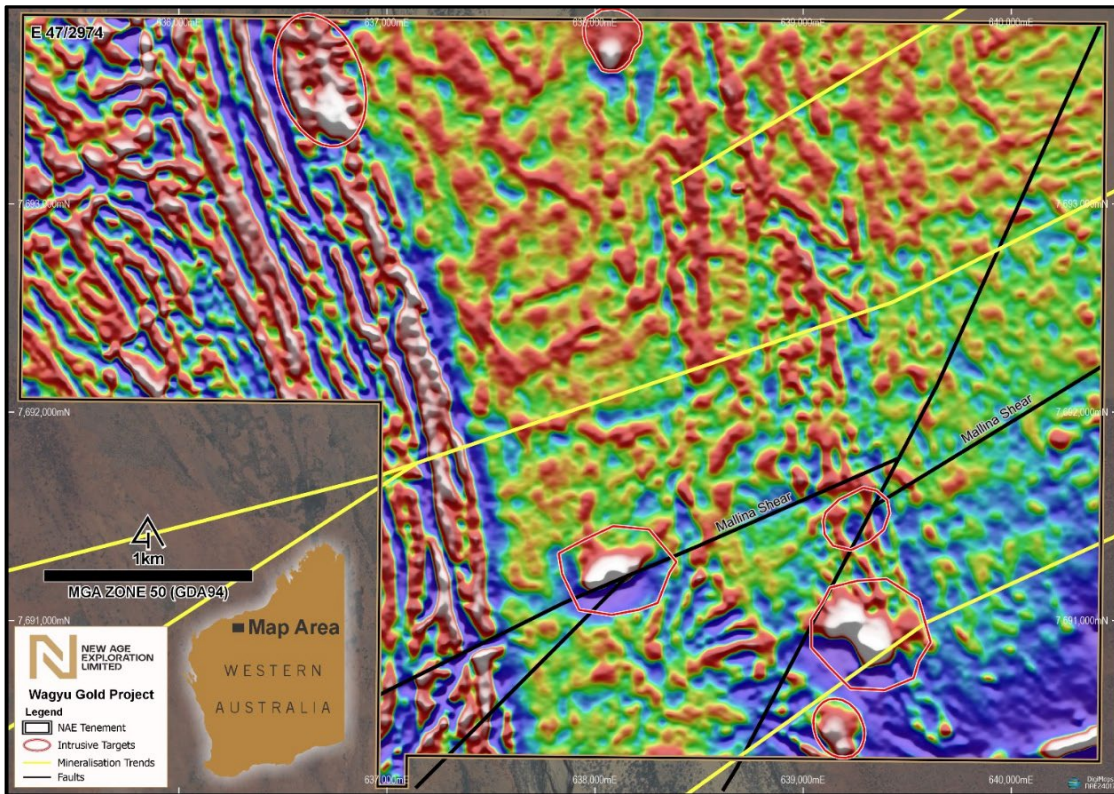 E 47/2974
636,000mE
637,000mE
638,000mE
639,000mE
640,000mE
7,693,000mN
7,693,000mN
7,692,000mN
7,692,000mN
Mallina Shear
Mallina Shear
1km
MGA ZONE 50 (GDA94)
7,691,000mN
7,691,000mN
Map Area
WESTERN
AUSTRALIA
NEW AGE
EXPLORATION
LIMITED
Wagyu Gold Project
Legend
NAE Tenement
Intrusive Targets
Mineralisation Trends
Faults
637,000mE
638,000mE
639,000mE
640,000mE
DigiMaps